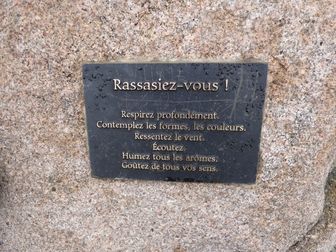 Rassasiez-vous !
Respirez profondément.
Contemplez les formes, les couleurs.
Ressentez le vent.
Écoutez.
Humez tous les arômes.
Goûtez de tous vos sens.